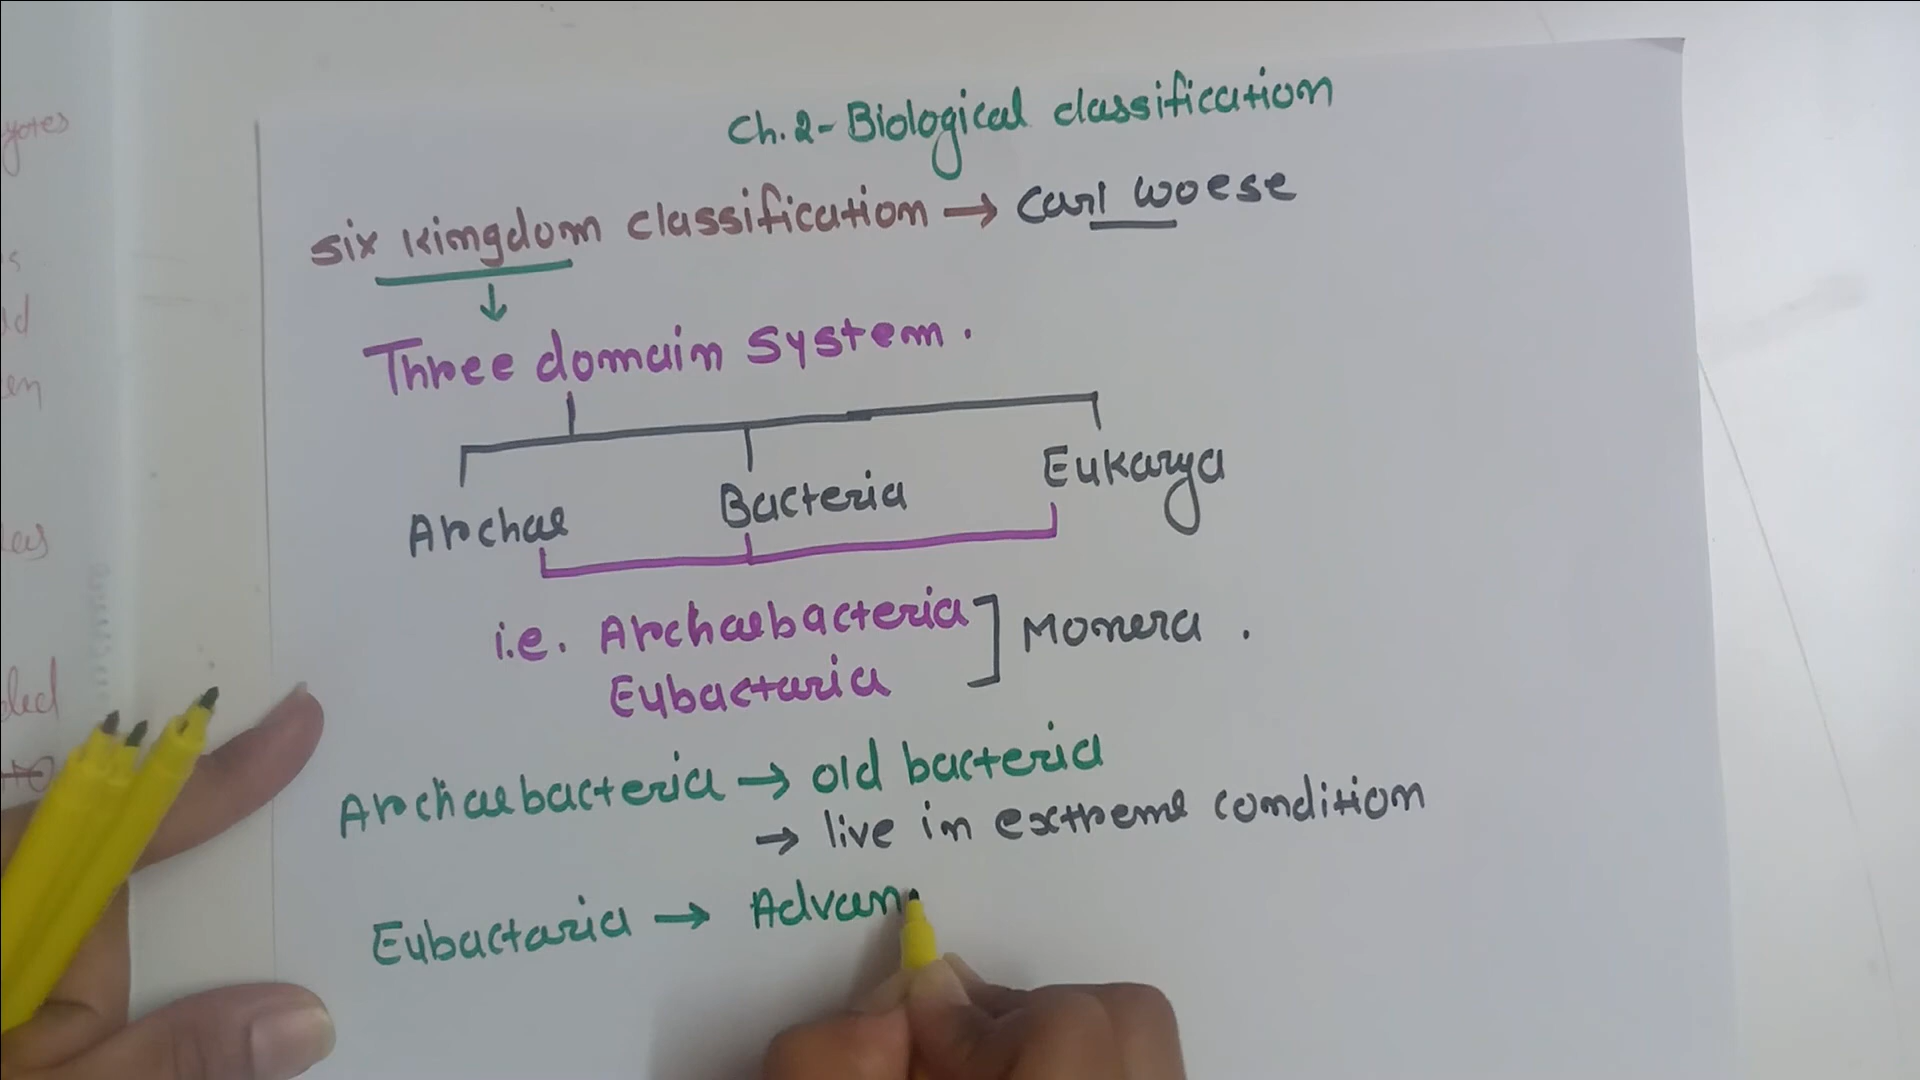 Ch.2-Biological classification
six kingdom classification → Carl Woese
↓
Three domain system.
Archae Bacteria Eukarya
i.e. Archaebacteria ] Monera.
Eubactaria
Archaebacteria → old bacteria
→ live in extreme condition
Eubactaria → Advan